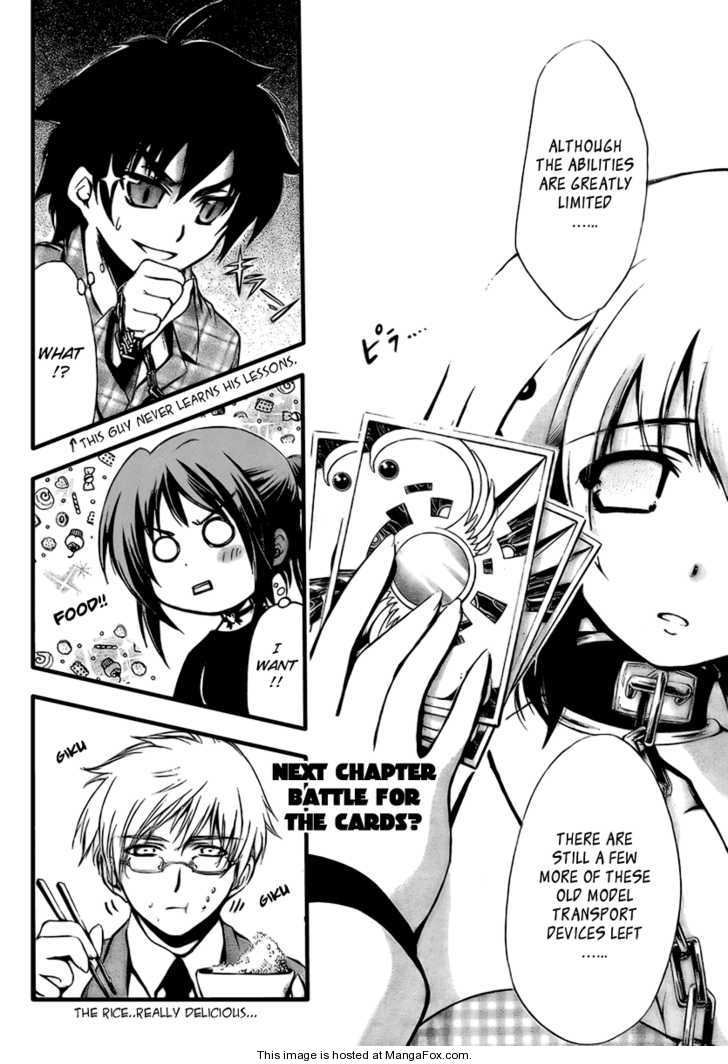 ALTHOUGH
THE ABILITIES
ARE GREATLY
LIMITED
......
ピラ.....
WHAT
!?
↑THIS GUY NEVER LEARNS HIS LESSONS.
FOOD!!
I
WANT
!!
GIKU
GIKU
THE RICE..REALLY DELICIOUS...
NEXT CHAPTER
BATTLE FOR
THE CARDS?
THERE ARE
STILL A FEW
MORE OF THESE
OLD MODEL
TRANSPORT
DEVICES LEFT
......
This image is hosted at MangaFox.com.